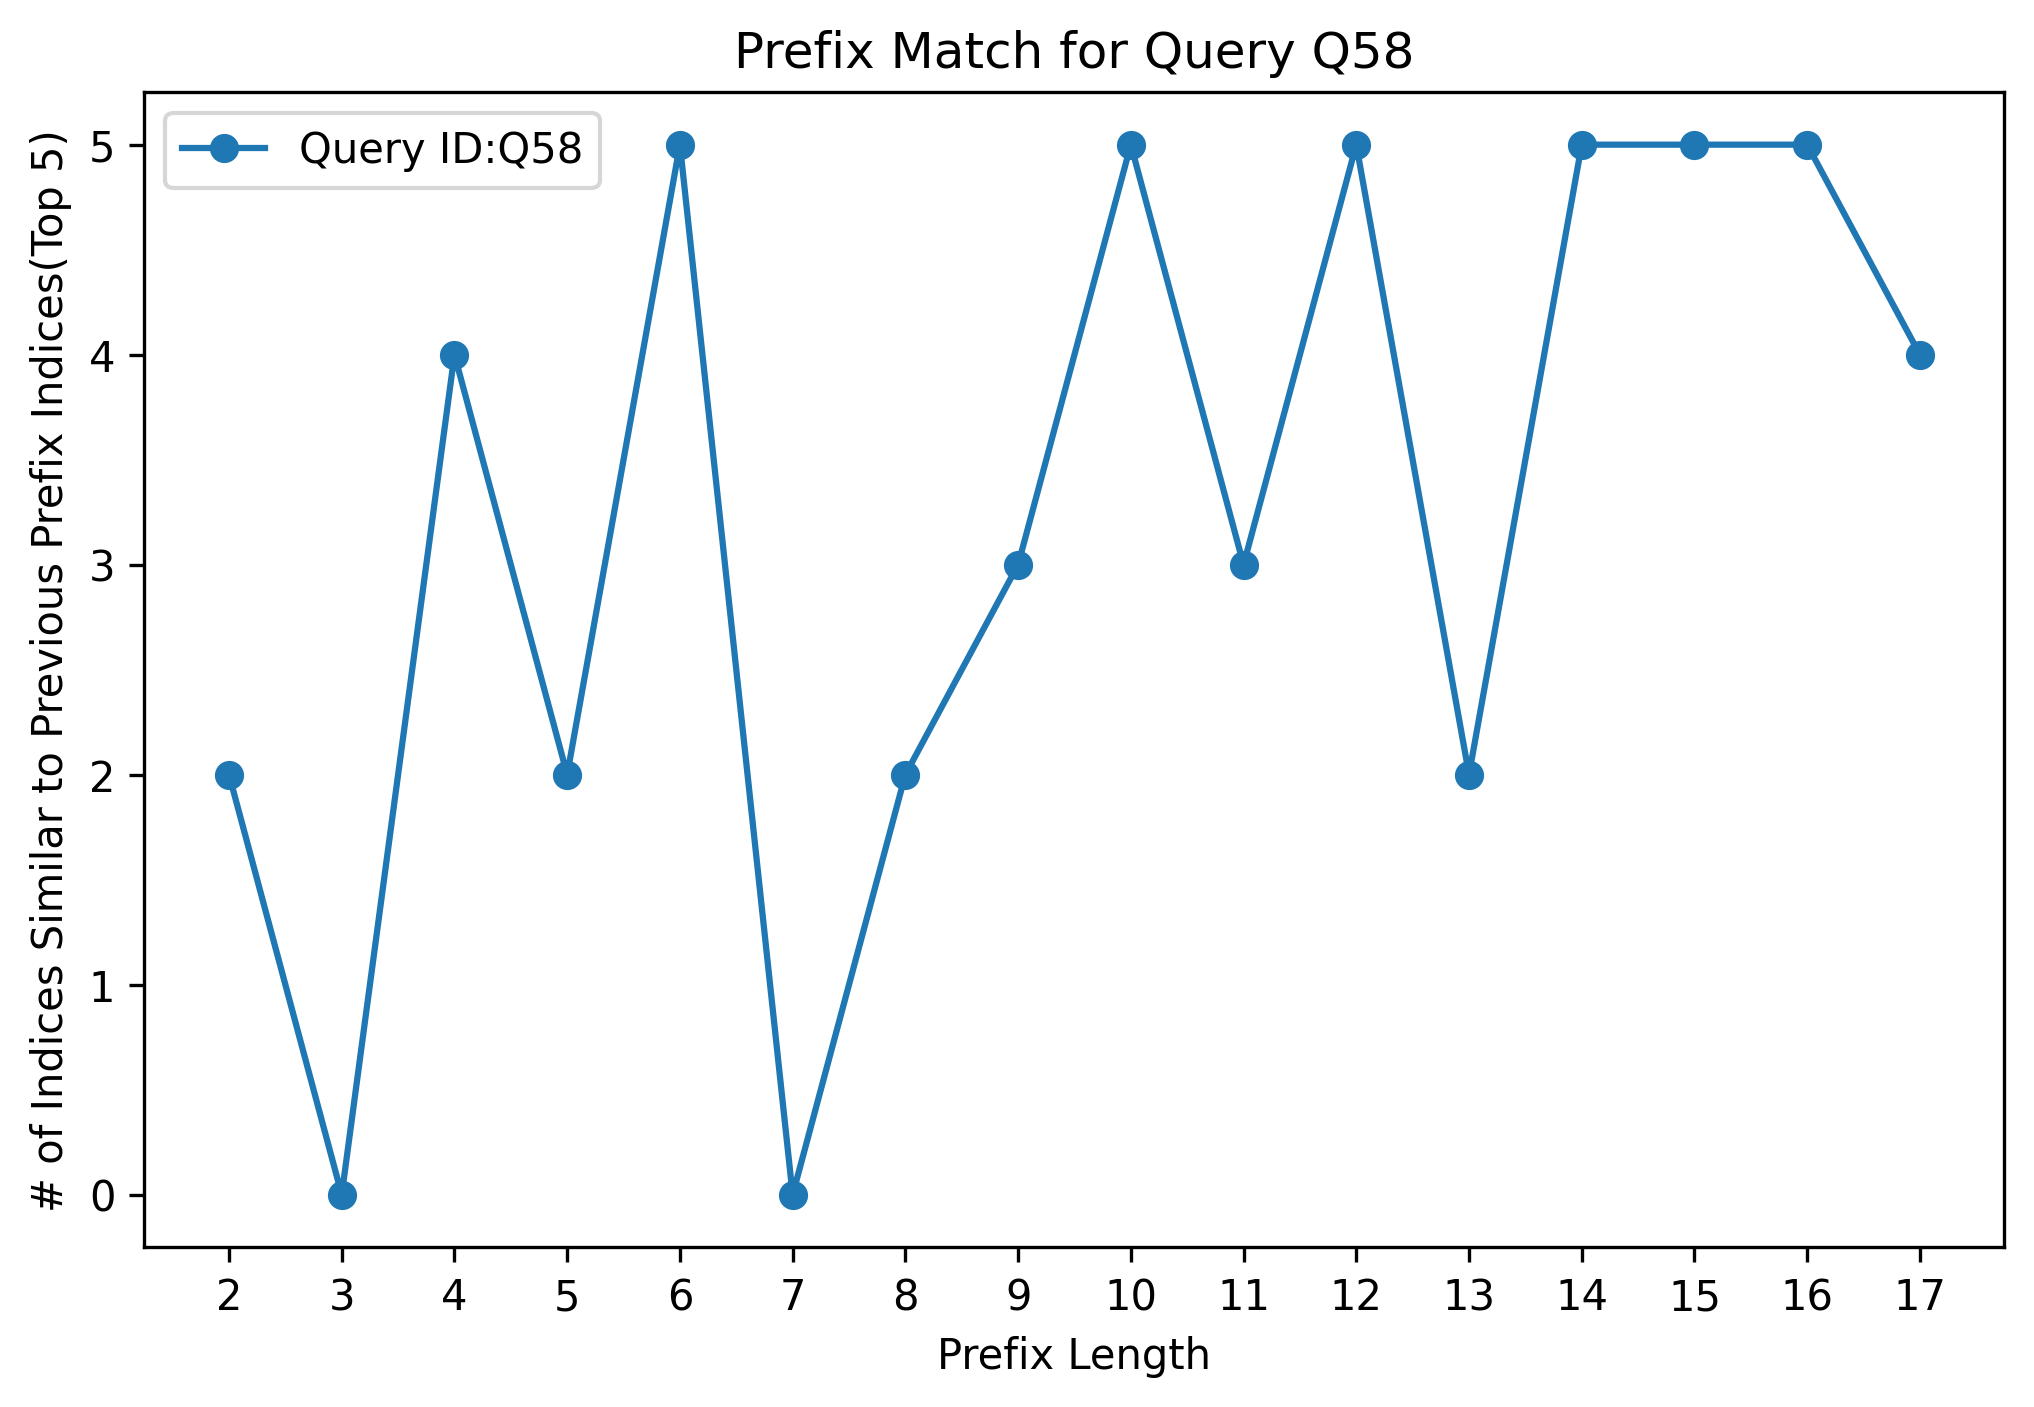 Prefix Match for Query Q58
Query ID:Q58
# of Indices Similar to Previous Prefix Indices(Top 5)
5
4
3
2
1
0
2 3 4 5 6 7 8 9 10 11 12 13 14 15 16 17
Prefix Length